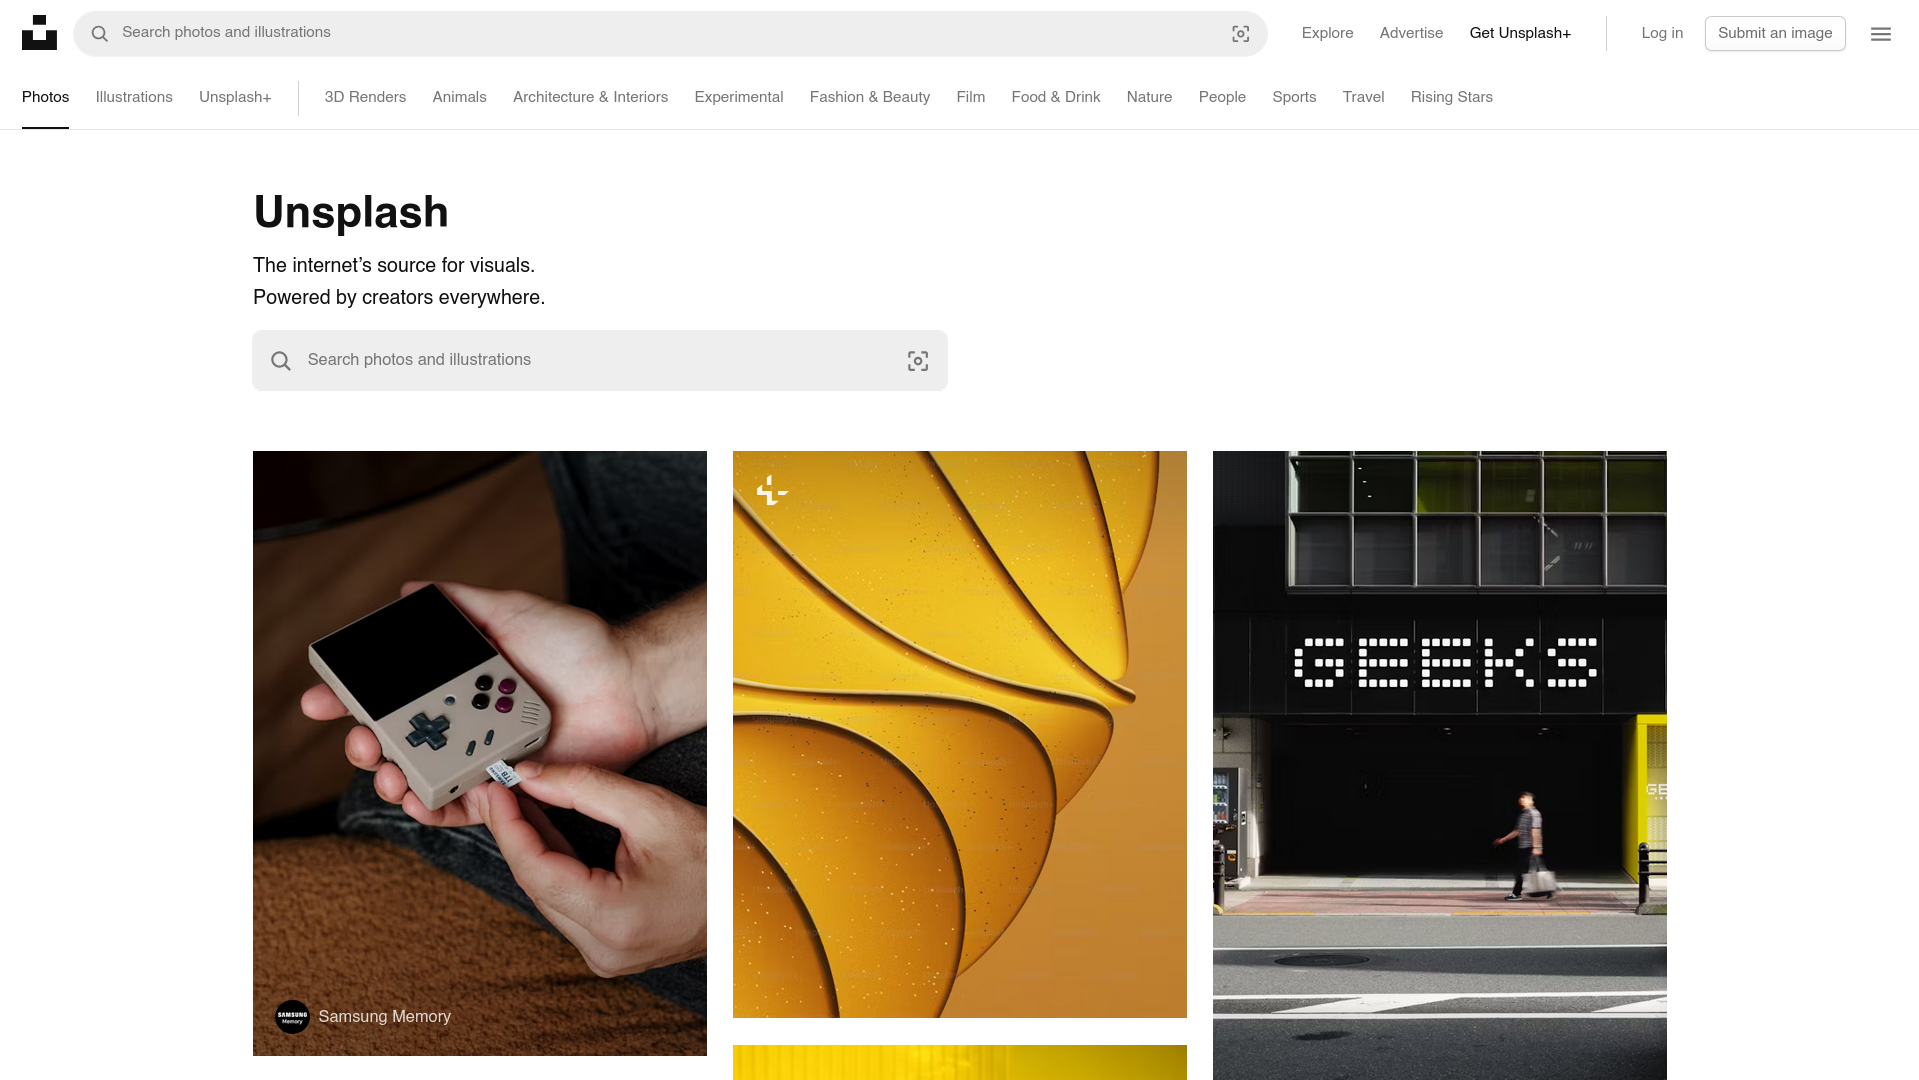 Search photos and illustrations
Explore
Advertise
Get Unsplash+
Log in
Submit an image
Photos
Illustrations
Unsplash+
3D Renders
Animals
Architecture & Interiors
Experimental
Fashion & Beauty
Film
Food & Drink
Nature
People
Sports
Travel
Rising Stars
Unsplash
The internet’s source for visuals.
Powered by creators everywhere.
Search photos and illustrations
GEEKS
SAMSUNG
Memory
Samsung Memory